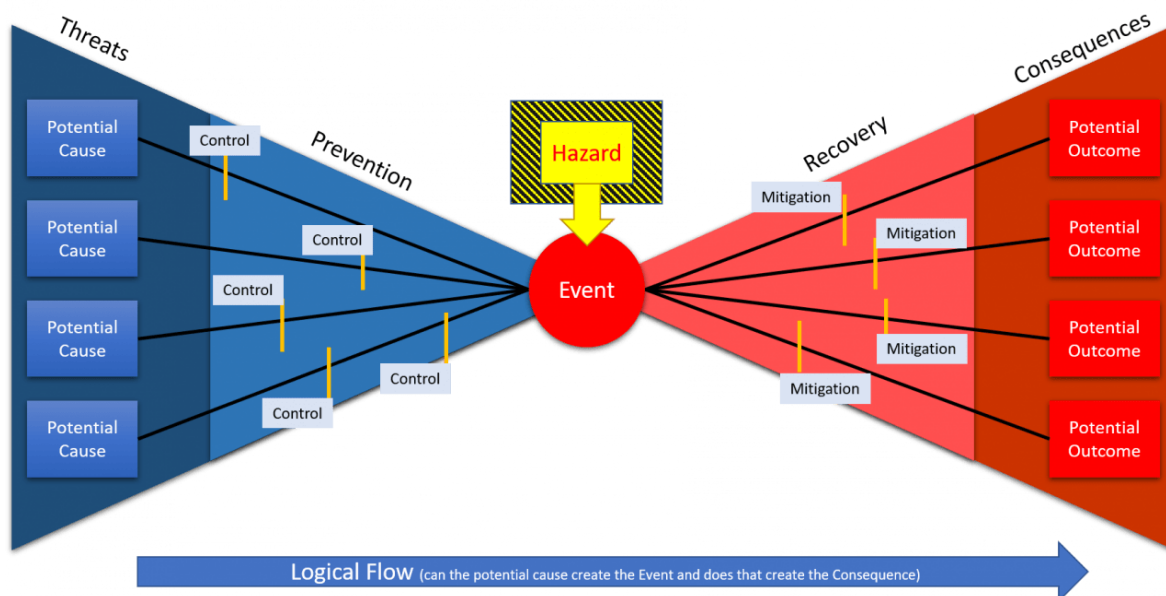 Threats
Prevention
Recovery
Consequences
Potential
Cause
Potential
Cause
Potential
Cause
Potential
Cause
Control
Control
Control
Control
Control
Hazard
Event
Mitigation
Mitigation
Mitigation
Mitigation
Potential
Outcome
Potential
Outcome
Potential
Outcome
Potential
Outcome
Logical Flow (can the potential cause create the Event and does that create the Consequence)